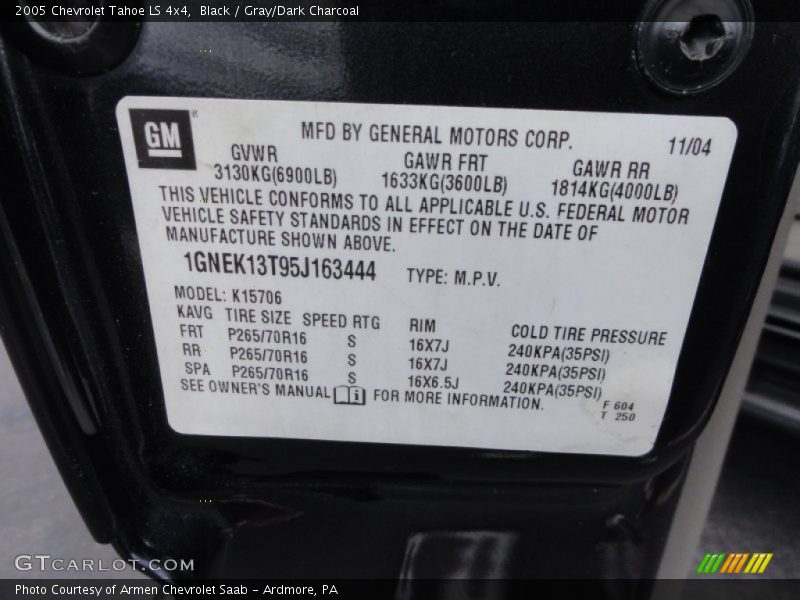 2005 Chevrolet Tahoe LS 4x4, Black / Gray/Dark Charcoal
GM
MFD BY GENERAL MOTORS CORP. 11/04
GVWR GAWR FRT GAWR RR
3130KG(6900LB) 1633KG(3600LB) 1814KG(4000LB)
THIS VEHICLE CONFORMS TO ALL APPLICABLE U.S. FEDERAL MOTOR
VEHICLE SAFETY STANDARDS IN EFFECT ON THE DATE OF
MANUFACTURE SHOWN ABOVE.
1GNEK13T95J163444 TYPE: M.P.V.
MODEL: K15706
KAVG TIRE SIZE SPEED RTG RIM COLD TIRE PRESSURE
FRT P265/70R16 S 16X7J 240KPA(35PSI)
RR P265/70R16 S 16X7J 240KPA(35PSI)
SPA P265/70R16 S 16X6.5J 240KPA(35PSI)
SEE OWNER'S MANUAL i FOR MORE INFORMATION.
F 604
T 250
GTCARLOT.COM
Photo Courtesy of Armen Chevrolet Saab - Ardmore, PA